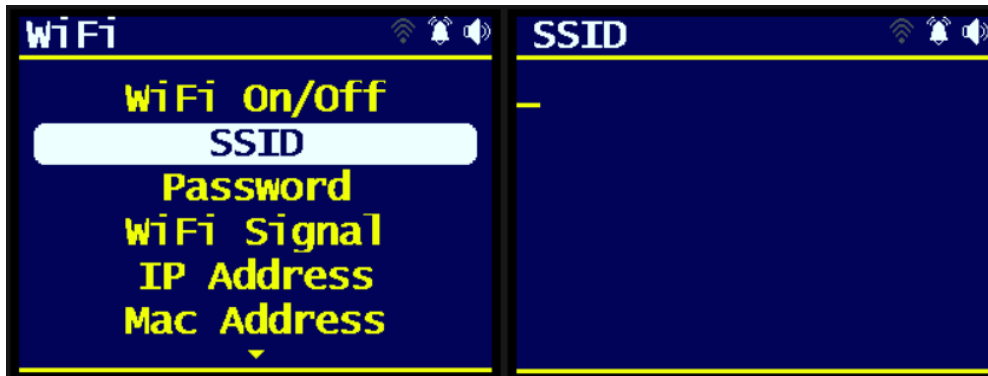 WiFi
WiFi On/Off
SSID
Password
WiFi Signal
IP Address
Mac Address
SSID
_